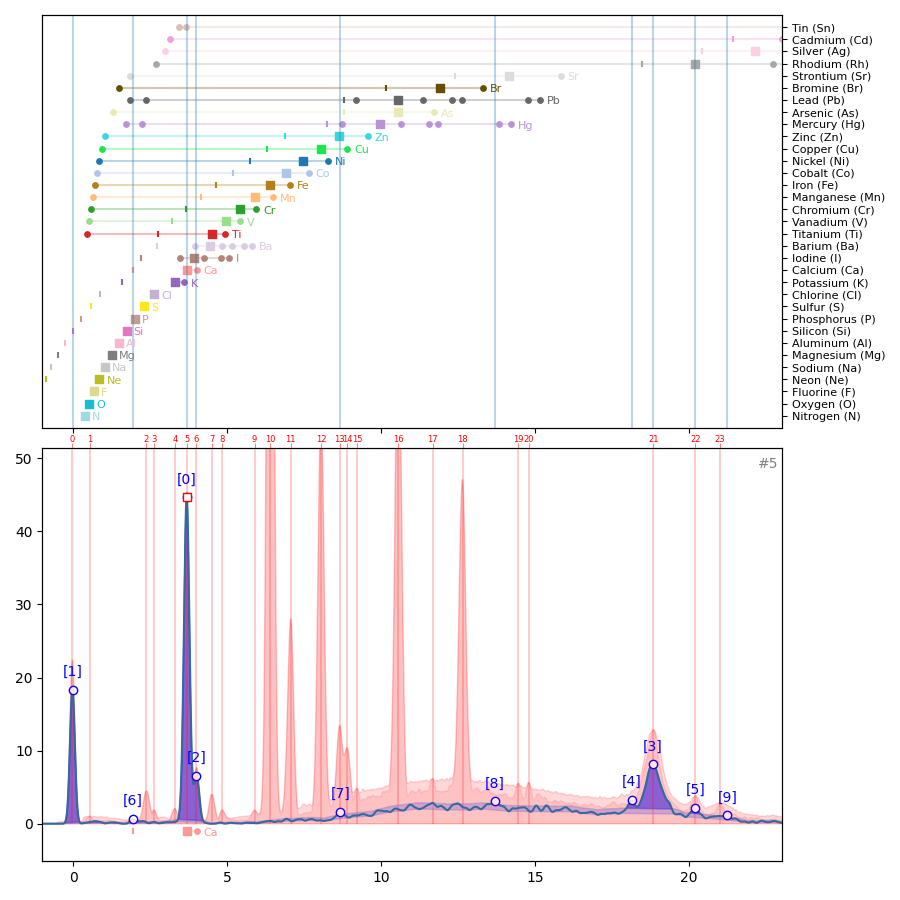 Tin (Sn)
Cadmium (Cd)
Silver (Ag)
Rhodium (Rh)
Sr Strontium (Sr)
Br Bromine (Br)
Pb Lead (Pb)
As Arsenic (As)
Hg Mercury (Hg)
Zn Zinc (Zn)
Cu Copper (Cu)
Ni Nickel (Ni)
Co Cobalt (Co)
Fe Iron (Fe)
Mn Manganese (Mn)
Cr Chromium (Cr)
V Vanadium (V)
Ti Titanium (Ti)
Ba Barium (Ba)
I Iodine (I)
Ca Calcium (Ca)
K Potassium (K)
Cl Chlorine (Cl)
S Sulfur (S)
P Phosphorus (P)
Si Silicon (Si)
Al Aluminum (Al)
Mg Magnesium (Mg)
Na Sodium (Na)
Ne Neon (Ne)
F Fluorine (F)
O Oxygen (O)
N Nitrogen (N)
0 1 2 3 4 5 6 7 8 9 10 11 12 13 14 15 16 17 18 19 20 21 22 23
50
#5
[0]
40
30
20
[1]
10
[2]
[3]
[4]
[5]
[6]
[7]
[8]
[9]
0
Ca
0 5 10 15 20